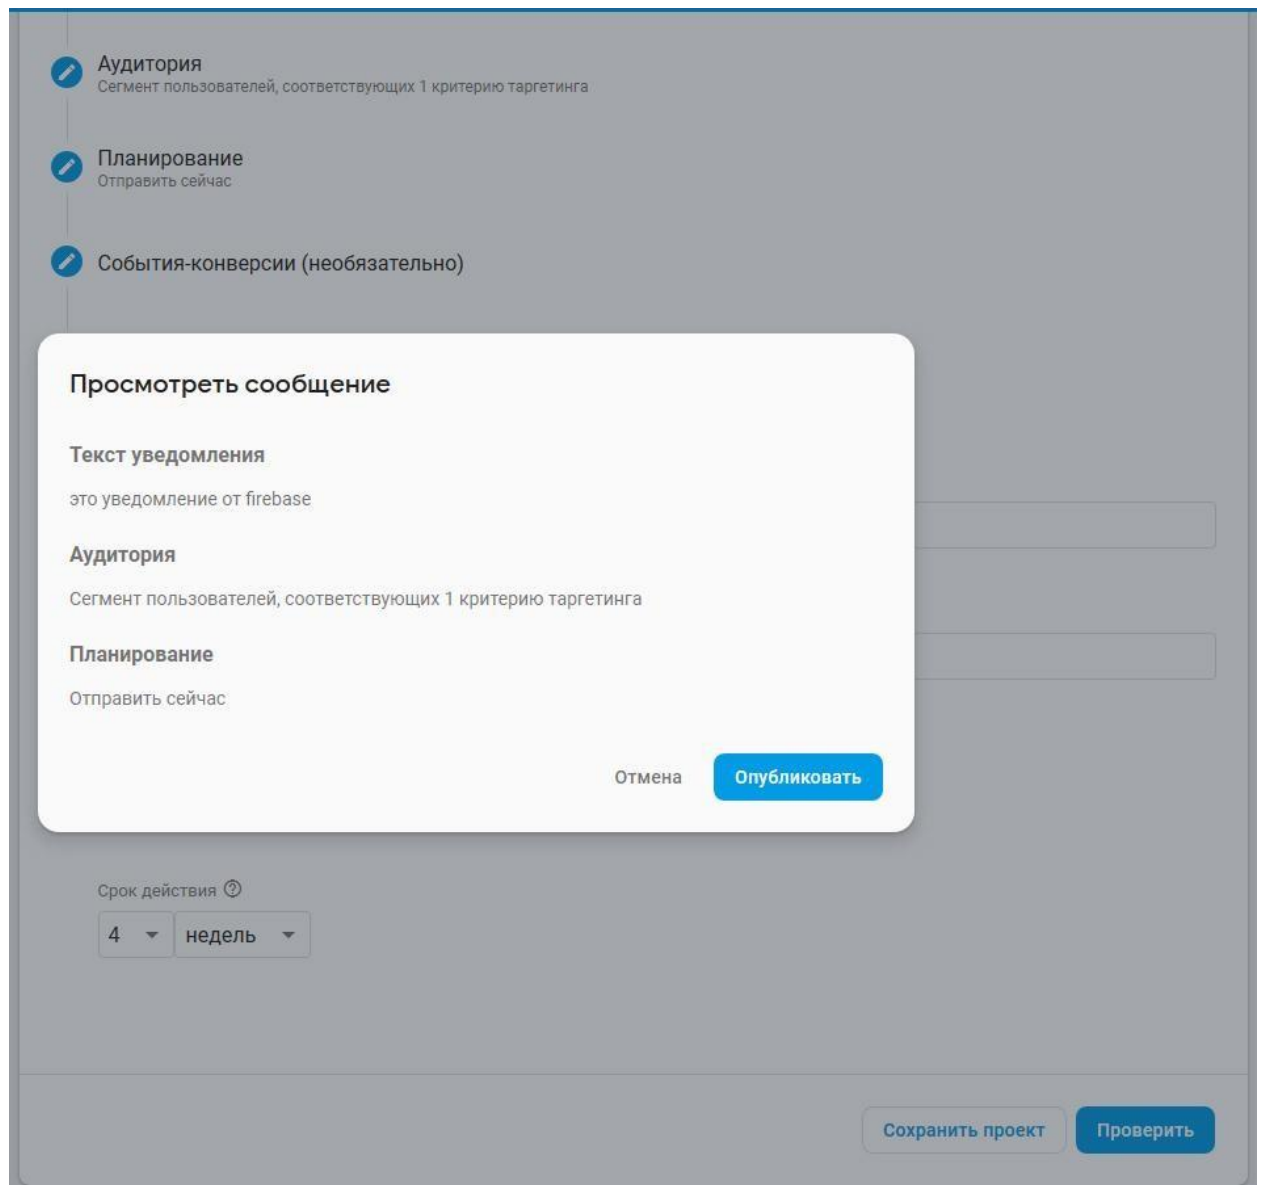 Аудитория
Сегмент пользователей, соответствующих 1 критерию таргетинга
Планирование
Отправить сейчас
События-конверсии (необязательно)
Просмотреть сообщение
Текст уведомления
это уведомление от firebase
Аудитория
Сегмент пользователей, соответствующих 1 критерию таргетинга
Планирование
Отправить сейчас
Отмена Опубликовать
Срок действия
4 недель
Сохранить проект Проверить